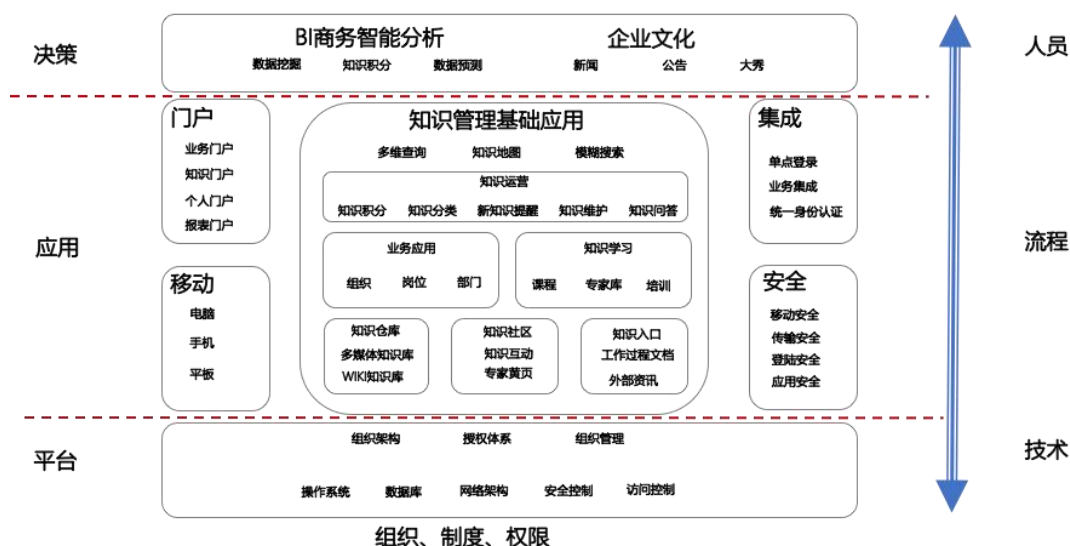 决策
BI商务智能分析
企业文化
数据挖掘 知识积分 数据预测 新闻 公告 大秀
人员
门户
业务门户
知识门户
个人门户
报表门户
知识管理基础应用
多维查询 知识地图 模糊搜索
知识运营
知识积分 知识分类 新知识提醒 知识维护 知识问答
业务应用
组织 岗位 部门
知识学习
课程 专家库 培训
知识仓库
多媒体知识库
WIKI知识库
知识社区
知识互动
专家黄页
知识入口
工作过程文档
外部资讯
集成
单点登录
业务集成
统一身份认证
应用
流程
移动
电脑
手机
平板
安全
移动安全
传输安全
登陆安全
应用安全
平台
组织架构 授权体系 组织管理
操作系统 数据库 网络架构 安全控制 访问控制
技术
组织、制度、权限